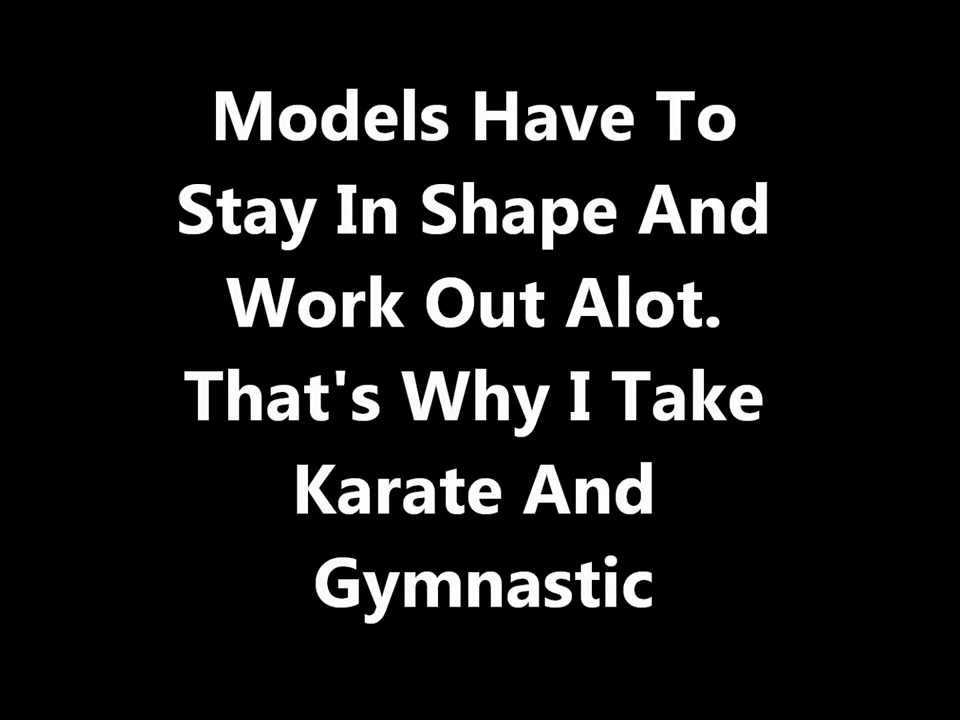 Models Have To
Stay In Shape And
Work Out Alot.
That's Why I Take
Karate And
Gymnastic